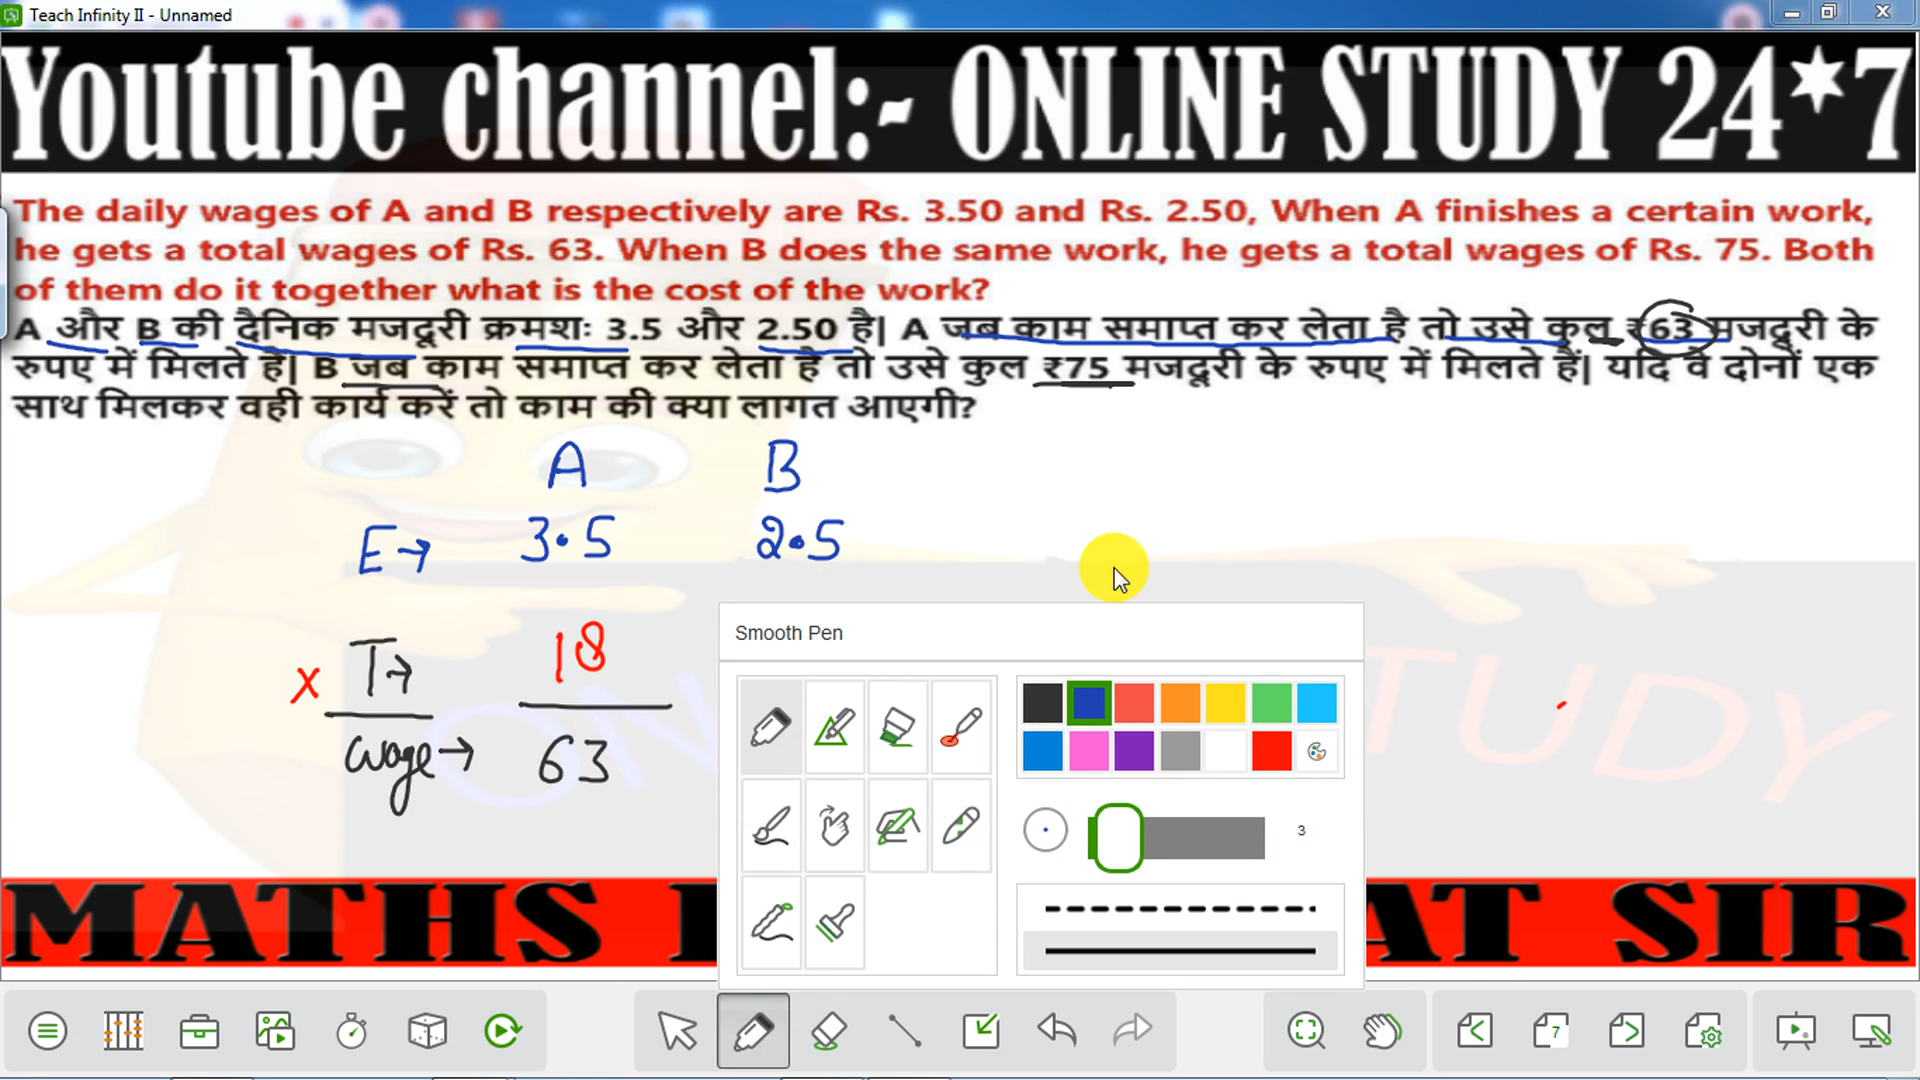 Teach Infinity II - Unnamed
Youtube channel:- ONLINE STUDY 24*7
The daily wages of A and B respectively are Rs. 3.50 and Rs. 2.50, When A finishes a certain work,
he gets a total wages of Rs. 63. When B does the same work, he gets a total wages of Rs. 75. Both
of them do it together what is the cost of the work?
A और B की दैनिक मजदूरी क्रमशः 3.5 और 2.50 है| A जब काम समाप्त कर लेता है तो उसे कुल ₹63 मजदूरी के
रुपए में मिलते हैं| B जब काम समाप्त कर लेता है तो उसे कुल ₹75 मजदूरी के रुपए में मिलते हैं| यदि वे दोनों एक
साथ मिलकर वही कार्य करें तो काम की क्या लागत आएगी?
A B
E→ 3.5 2.5
x T→ 18
wage→ 63
Smooth Pen
3
STUDY
MATHS AT SIR
7